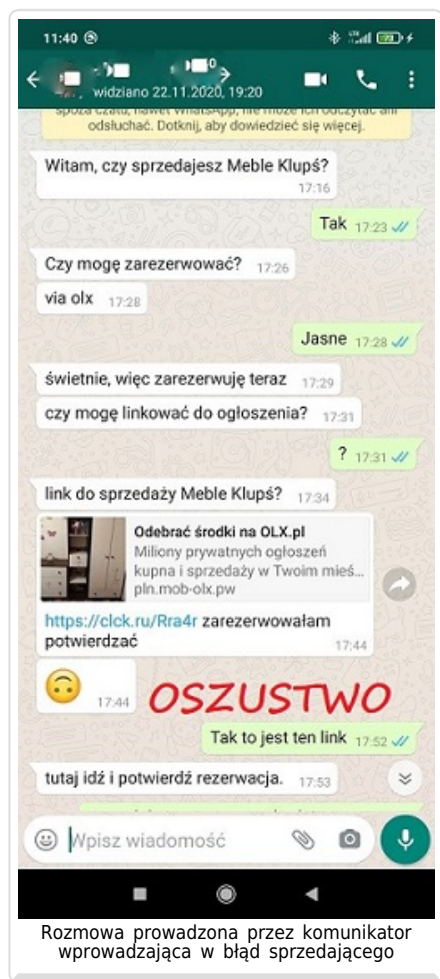 11:40
widziano 22.11.2020, 19:20
spoza czatu, nawet WhatsApp, nie może ich odczytać ani
odsłuchać. Dotknij, aby dowiedzieć się więcej.
Witam, czy sprzedajesz Meble Klupś?
17:16
Tak 17:23
Czy mogę zarezerwować? 17:26
via olx 17:28
Jasne 17:28
świetnie, więc zarezerwuję teraz 17:29
czy mogę linkować do ogłoszenia? 17:31
? 17:31
link do sprzedaży Meble Klupś? 17:34
Odebrać środki na OLX.pl
Miliony prywatnych ogłoszeń
kupna i sprzedaży w Twoim mieś...
pln.mob-olx.pw
https://clck.ru/Rra4r zarezerwowałam
potwierdzać 17:44
17:44
OSZUSTWO
Tak to jest ten link 17:52
tutaj idź i potwierdź rezerwacja. 17:53
Wpisz wiadomość
Rozmowa prowadzona przez komunikator
wprowadzająca w błąd sprzedającego